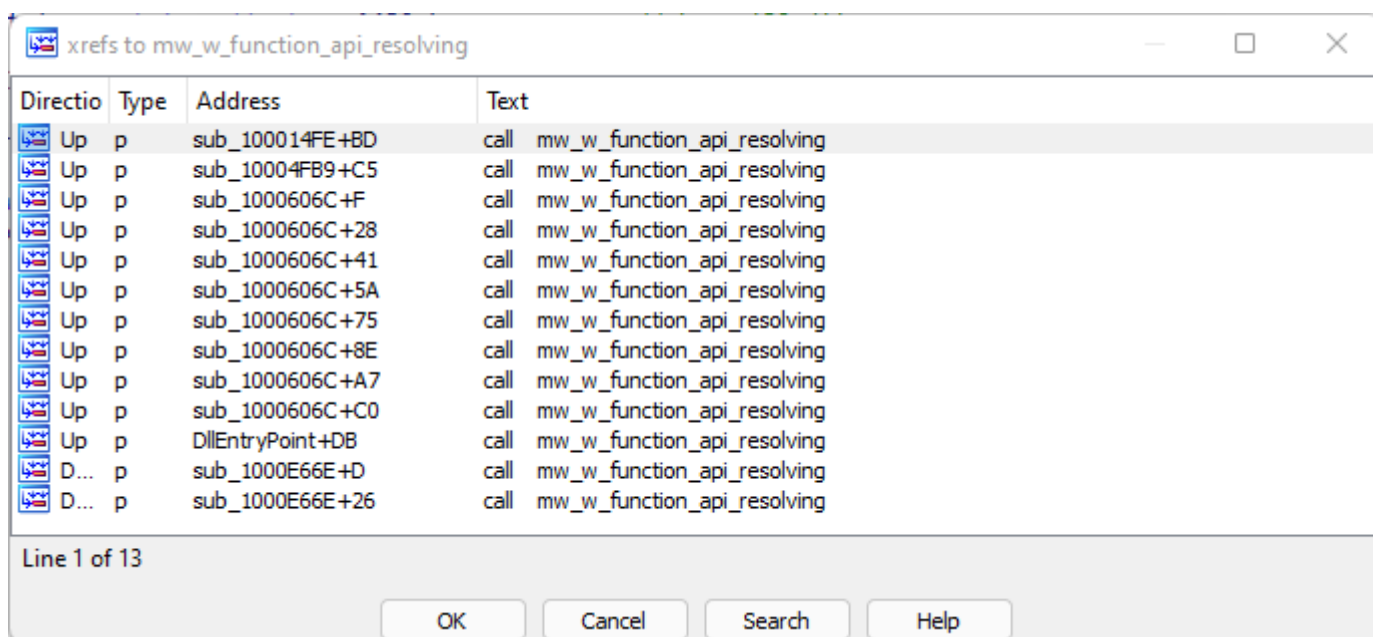 xrefs to mw_w_function_api_resolving
Directio Type Address Text
Up p sub_100014FE+BD call mw_w_function_api_resolving
Up p sub_10004FB9+C5 call mw_w_function_api_resolving
Up p sub_1000606C+F call mw_w_function_api_resolving
Up p sub_1000606C+28 call mw_w_function_api_resolving
Up p sub_1000606C+41 call mw_w_function_api_resolving
Up p sub_1000606C+5A call mw_w_function_api_resolving
Up p sub_1000606C+75 call mw_w_function_api_resolving
Up p sub_1000606C+8E call mw_w_function_api_resolving
Up p sub_1000606C+A7 call mw_w_function_api_resolving
Up p sub_1000606C+C0 call mw_w_function_api_resolving
Up p DllEntryPoint+DB call mw_w_function_api_resolving
D... p sub_1000E66E+D call mw_w_function_api_resolving
D... p sub_1000E66E+26 call mw_w_function_api_resolving
Line 1 of 13
OK Cancel Search Help